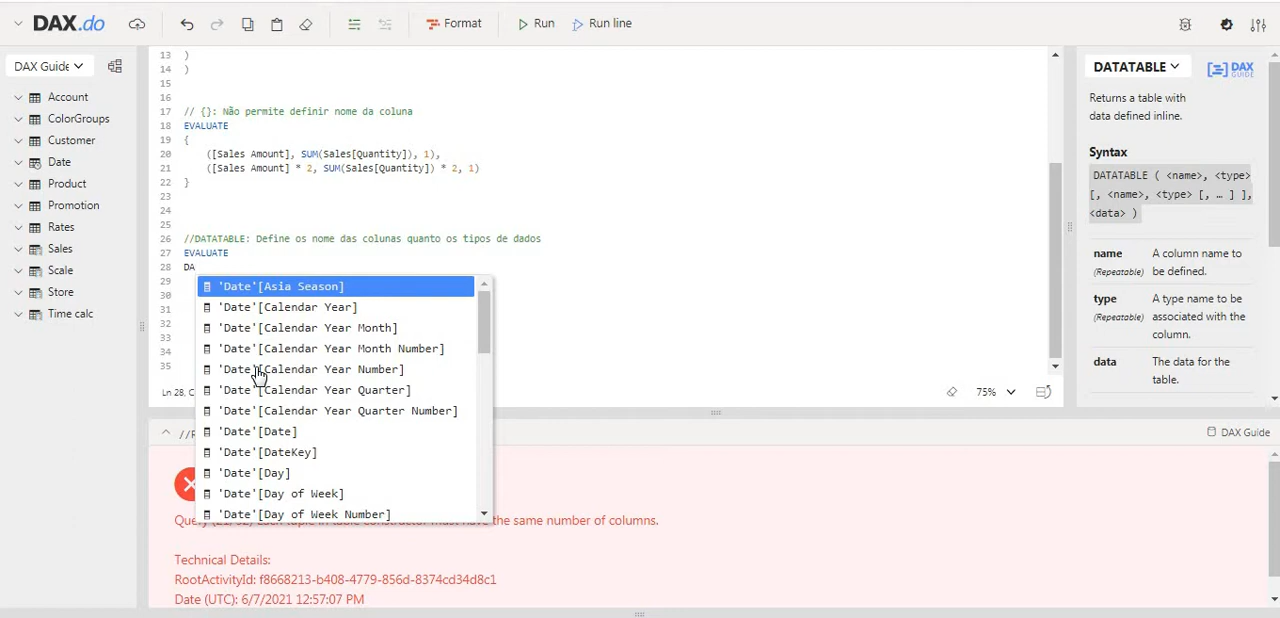 DAX.do
Format
Run
Run line
DAX Guide
Account
ColorGroups
Customer
Date
Product
Promotion
Rates
Sales
Scale
Store
Time calc
13 )
14 )
15
16
17 // {}: Não permite definir nome da coluna
18 EVALUATE
19 {
20 ([Sales Amount], SUM(Sales[Quantity]), 1),
21 ([Sales Amount] * 2, SUM(Sales[Quantity]) * 2, 1)
22 }
23
24
25
26 //DATATABLE: Define os nome das colunas quanto os tipos de dados
27 EVALUATE
28 DA
29
30
31
32
33
34
35
'Date'[Asia Season]
'Date'[Calendar Year]
'Date'[Calendar Year Month]
'Date'[Calendar Year Month Number]
'Date'[Calendar Year Number]
'Date'[Calendar Year Quarter]
'Date'[Calendar Year Quarter Number]
'Date'[Date]
'Date'[DateKey]
'Date'[Day]
'Date'[Day of Week]
'Date'[Day of Week Number]
Ln 28, C
75%
DATATABLE
DAX GUIDE
Returns a table with
data defined inline.
Syntax
DATATABLE ( <name>, <type>
[, <name>, <type> [, … ] ],
<data> )
name
(Repeatable)
A column name to
be defined.
type
(Repeatable)
A type name to be
associated with the
column.
data
The data for the
table.
DAX Guide
Query (21, 32) Each tuple in table constructor must have the same number of columns.
Technical Details:
RootActivityId: f8668213-b408-4779-856d-8374cd34d8c1
Date (UTC): 6/7/2021 12:57:07 PM